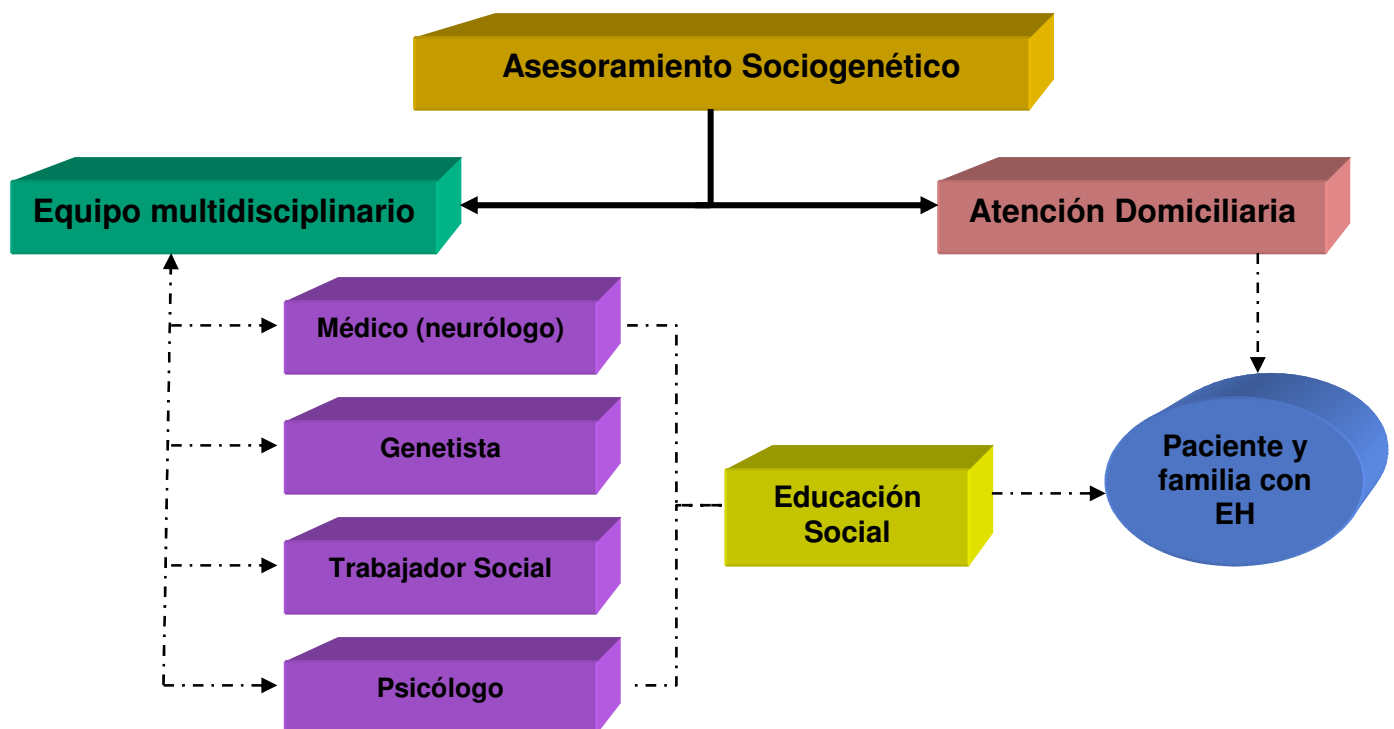 Asesoramiento Sociogenético
Equipo multidisciplinario
Atención Domiciliaria
Médico (neurólogo)
Genetista
Trabajador Social
Psicólogo
Educación
Social
Paciente y
familia con
EH